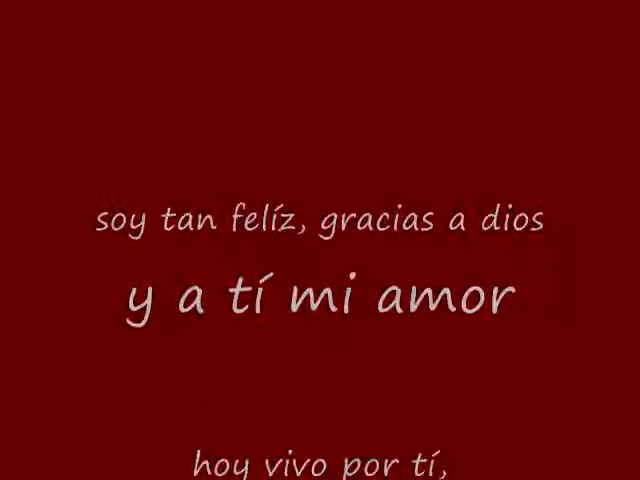 soy tan felíz, gracias a dios
y a tí mi amor
hoy vivo por tí,